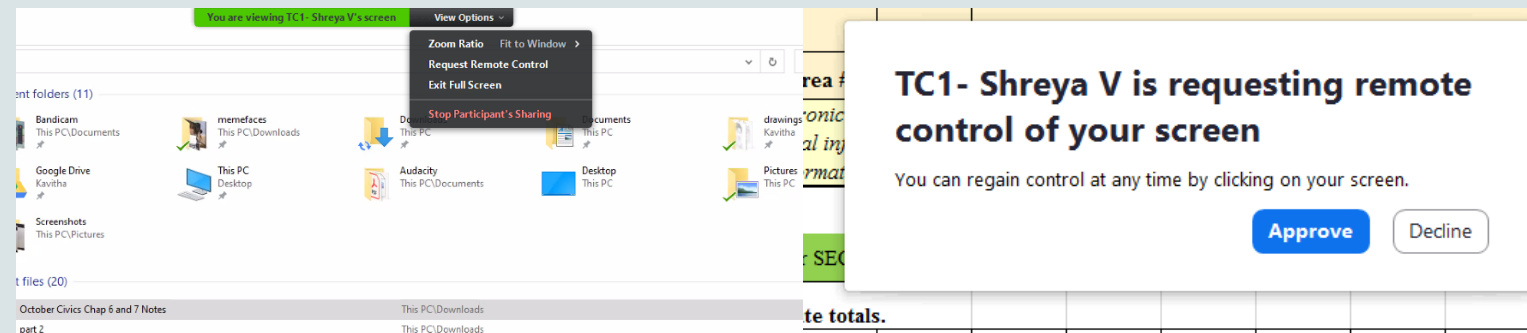 You are viewing TC1- Shreya V's screen
View Options
Zoom Ratio Fit to Window
Request Remote Control
Exit Full Screen
Stop Participant's Sharing
ent folders (11)
Bandicam
This PC\Documents
memefaces
This PC\Downloads
This PC
Documents
This PC
drawings
Kavitha
Google Drive
Kavitha
This PC
Desktop
Audacity
This PC\Documents
Desktop
This PC
Pictures
This PC
Screenshots
This PC\Pictures
t files (20)
October Civics Chap 6 and 7 Notes This PC\Downloads
part 2 This PC\Downloads
rea #
ronic
al inf
format
r SEC
te totals.
TC1- Shreya V is requesting remote
control of your screen
You can regain control at any time by clicking on your screen.
Approve Decline